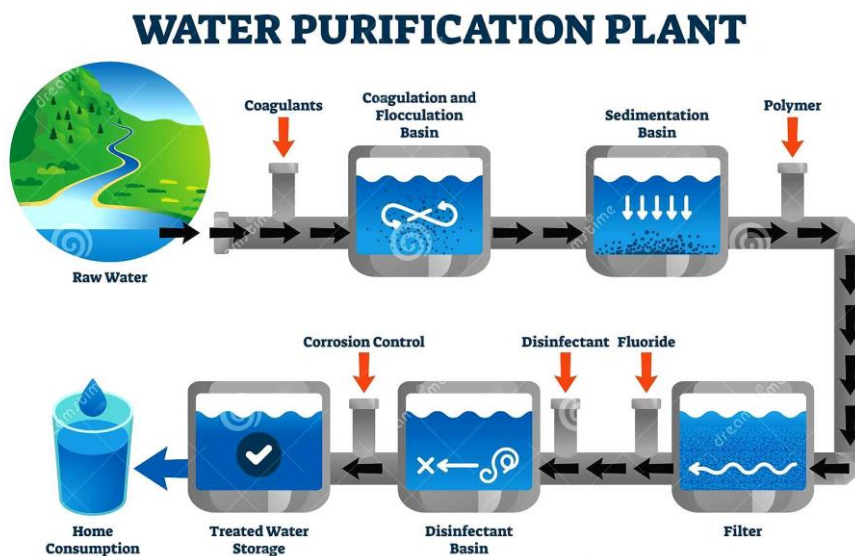 WATER PURIFICATION PLANT
Coagulants
Coagulation and
Flocculation
Basin
Sedimentation
Basin
Polymer
Raw Water
Corrosion Control
Disinfectant
Fluoride
Home
Consumption
Treated Water
Storage
Disinfectant
Basin
Filter